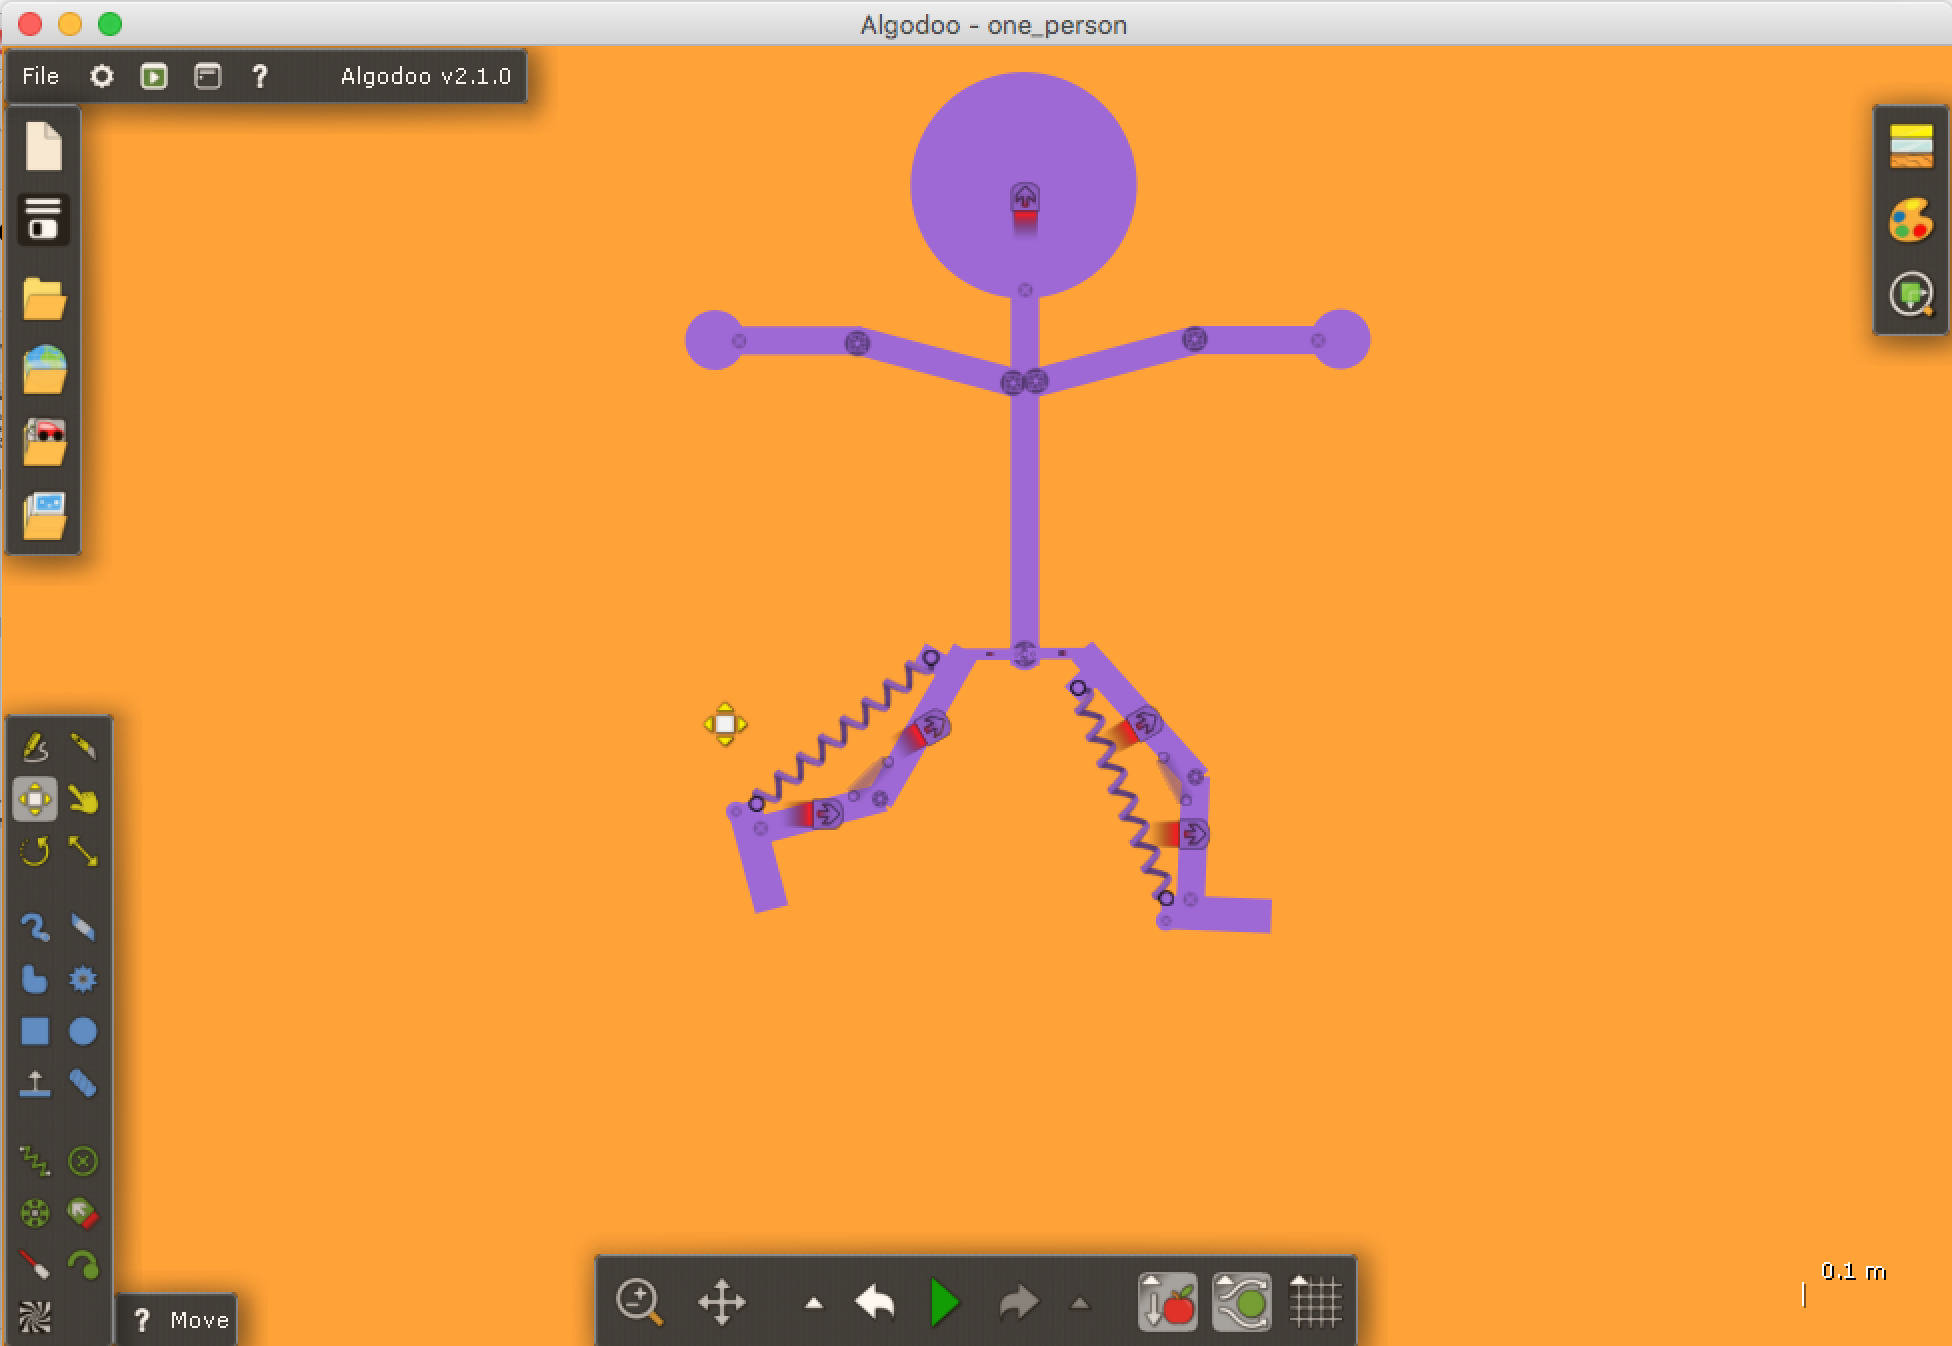 Algodoo - one_person
File ? Algodoo v2.1.0
? Move
0.1 m